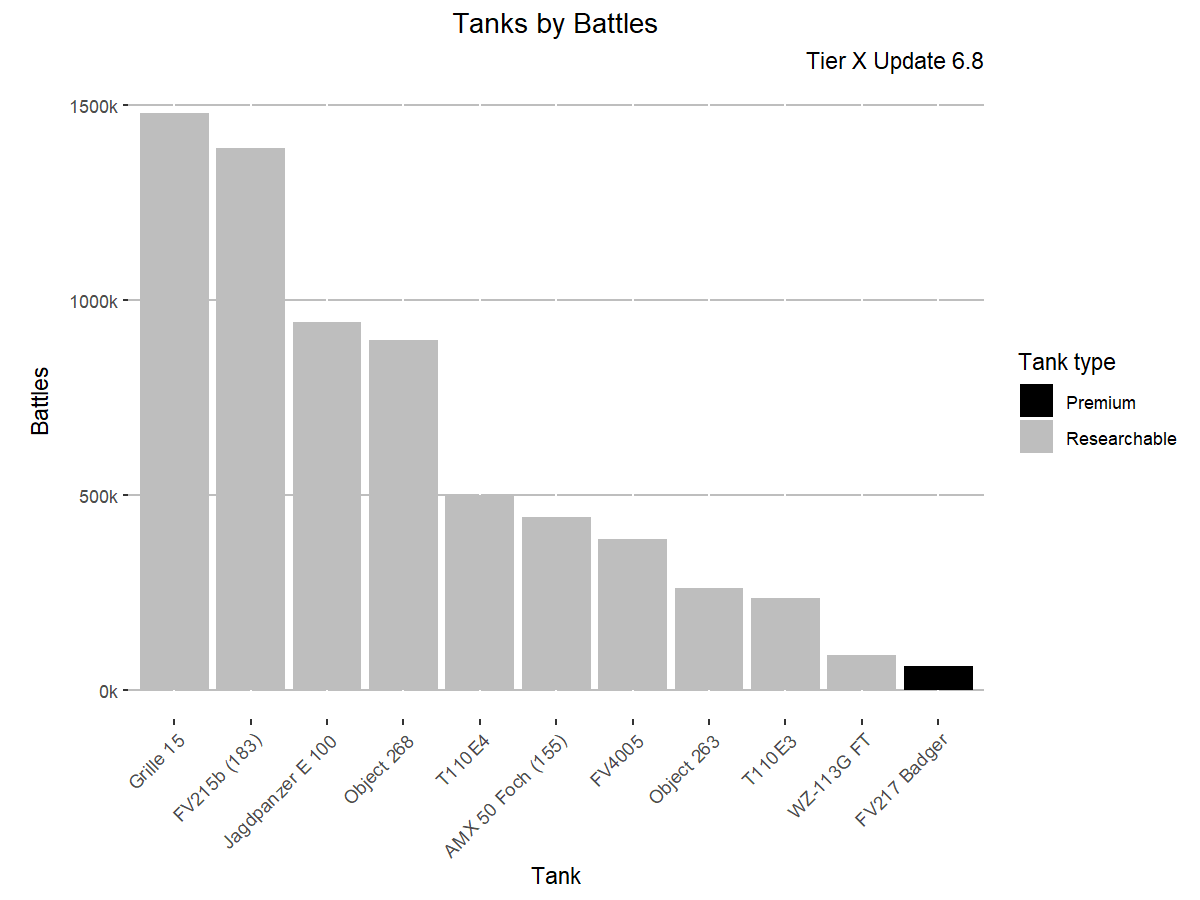 Tanks by Battles
Tier X Update 6.8
1500k
1000k
500k
0k
Battles
Grille 15
FV215b (183)
Jagdpanzer E 100
Object 268
T110E4
AMX 50 Foch (155)
FV4005
Object 263
T110E3
WZ-113G FT
FV217 Badger
Tank
Tank type
Premium
Researchable